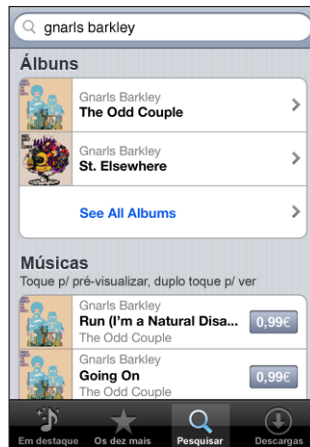 gnarls barkley
Álbuns
Gnarls Barkley
The Odd Couple
Gnarls Barkley
St. Elsewhere
See All Albums
Músicas
Toque p/ pré-visualizar, duplo toque p/ ver
Gnarls Barkley
Run (I'm a Natural Disa...
0,99€
The Odd Couple
Gnarls Barkley
Going On
0,99€
The Odd Couple
Em destaque
Os dez mais
Pesquisar
Descargas